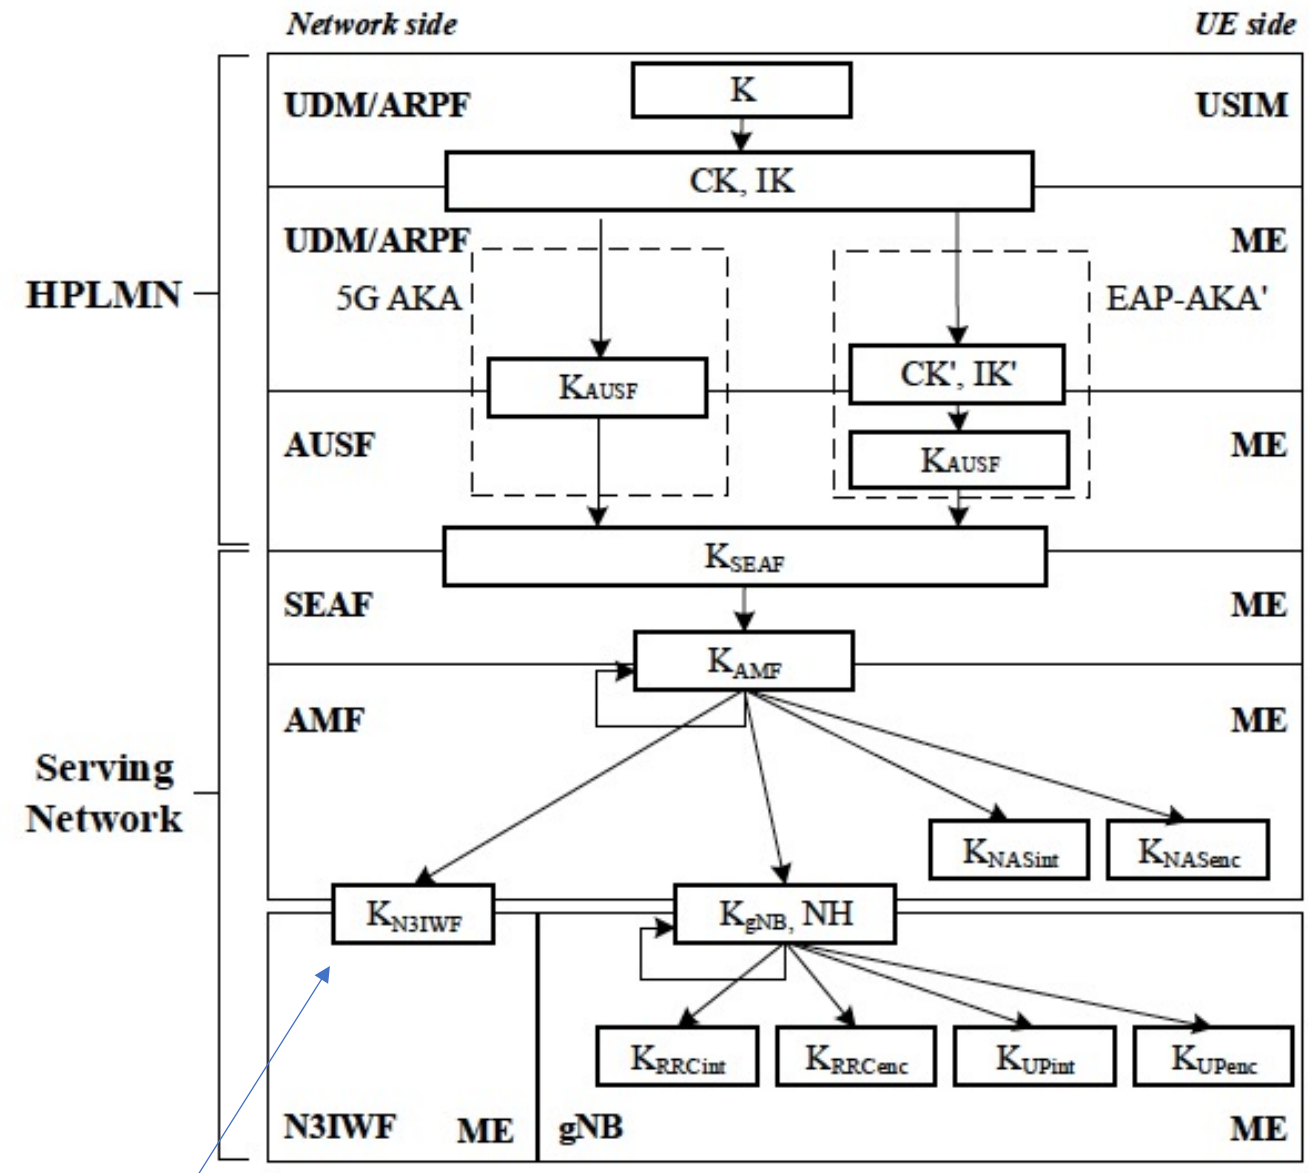 Network side
UE side
UDM/ARPF
K
USIM
CK, IK
UDM/ARPF
ME
HPLMN
5G AKA
EAP-AKA'
KAUSF
CK', IK'
AUSF
KAUSF
ME
KSEAF
SEAF
ME
KAMF
AMF
ME
Serving
Network
KNASint
KNASenc
KN3IWF
KgNB, NH
KRRCint
KRRCenc
KUPint
KUPenc
N3IWF
ME
gNB
ME